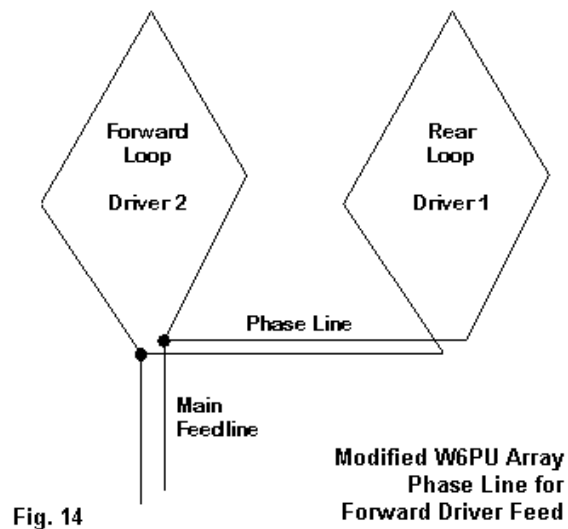 Forward
Loop
Driver 2
Rear
Loop
Driver 1
Phase Line
Main
Feedline
Modified W6PU Array
Phase Line for
Forward Driver Feed
Fig. 14